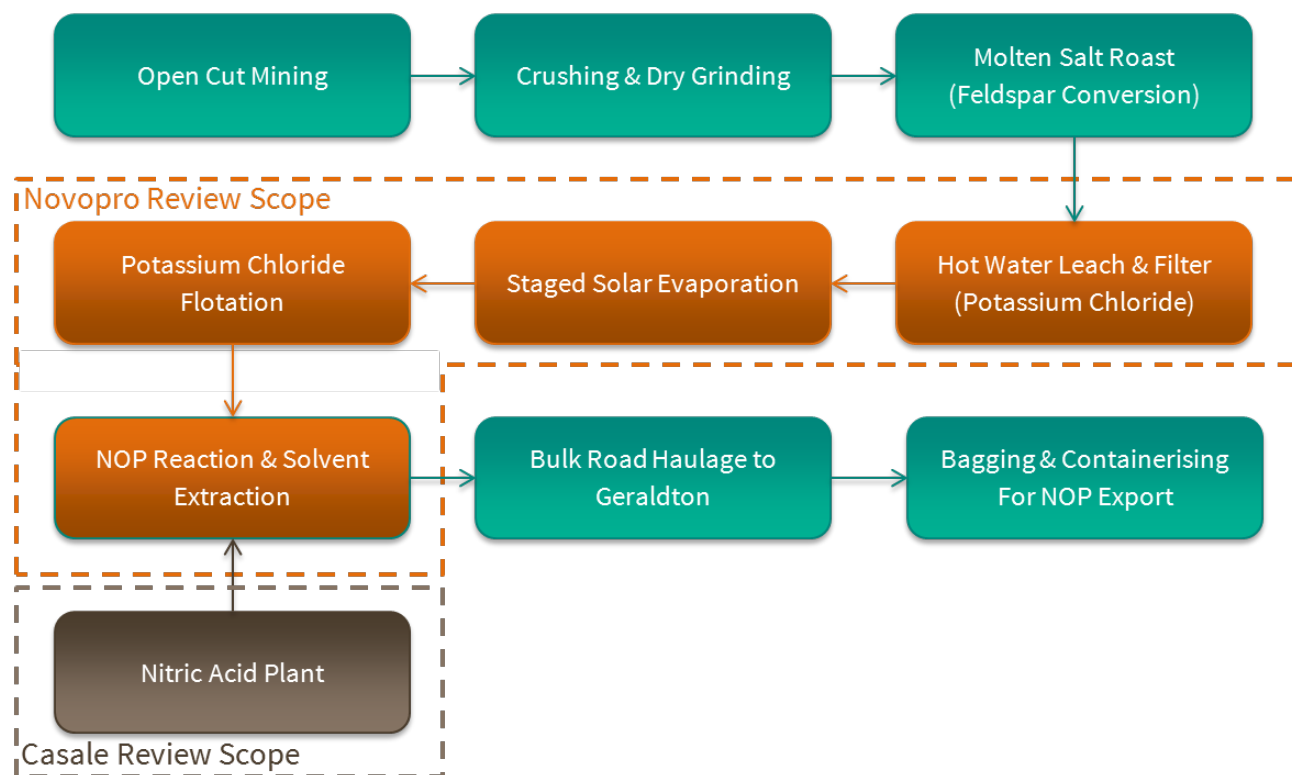 Open Cut Mining
Crushing & Dry Grinding
Molten Salt Roast
(Feldspar Conversion)
Novopro Review Scope
Potassium Chloride
Flotation
Staged Solar Evaporation
Hot Water Leach & Filter
(Potassium Chloride)
NOP Reaction & Solvent
Extraction
Bulk Road Haulage to
Geraldton
Bagging & Containerising
For NOP Export
Nitric Acid Plant
Casale Review Scope